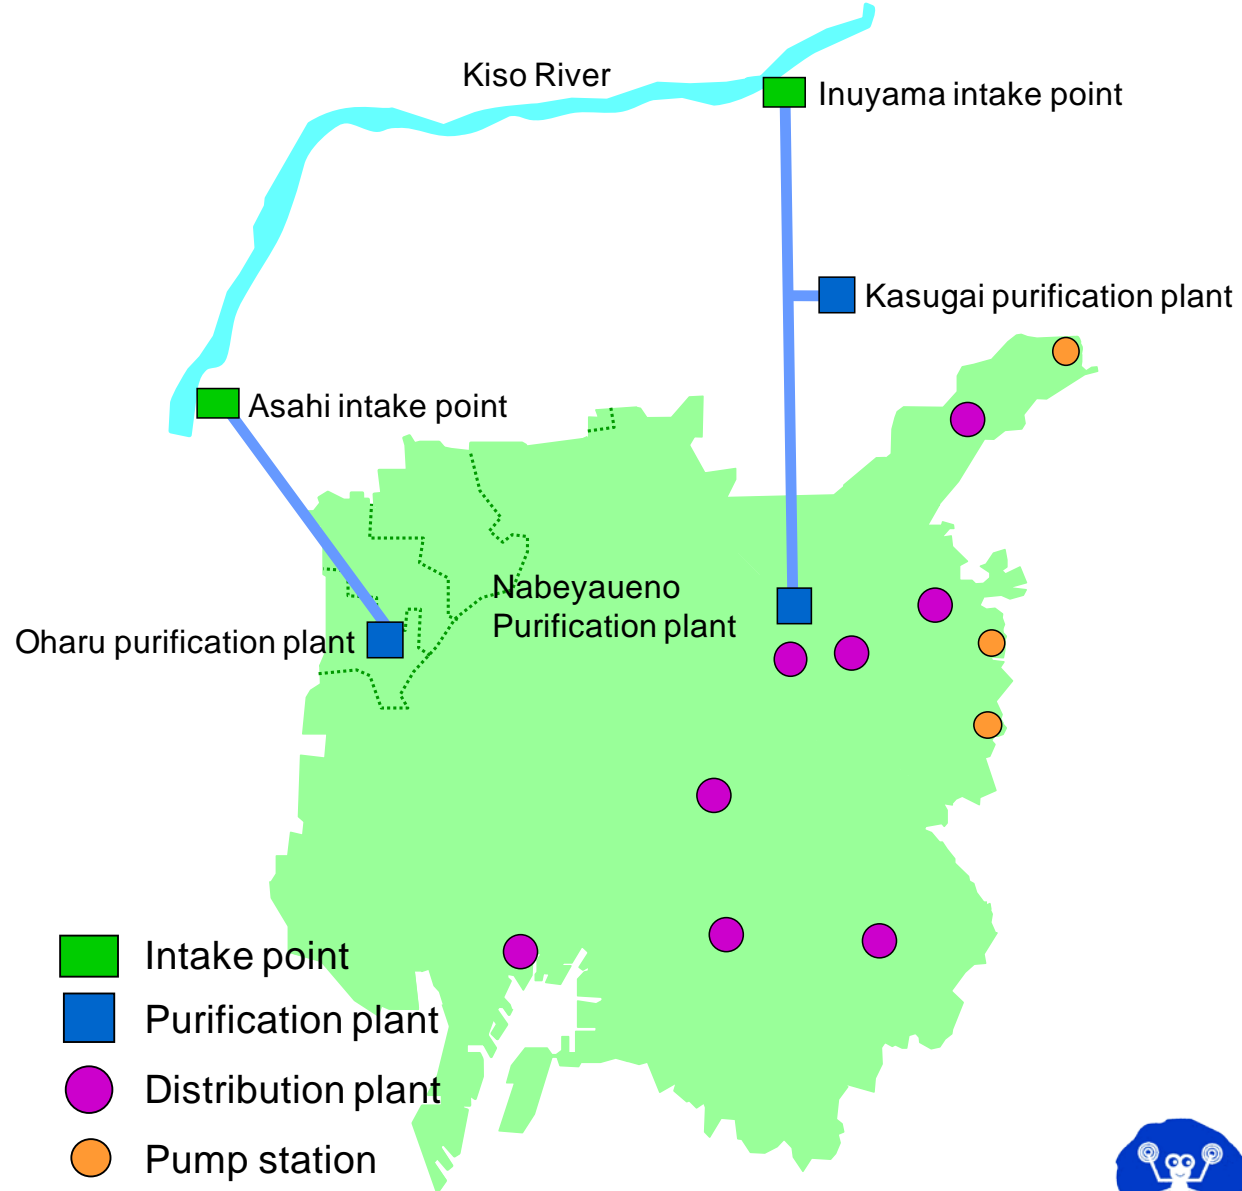 Kiso River
Inuyama intake point
Kasugai purification plant
Asahi intake point
Nabeyaueno
Purification plant
Oharu purification plant
Intake point
Purification plant
Distribution plant
Pump station